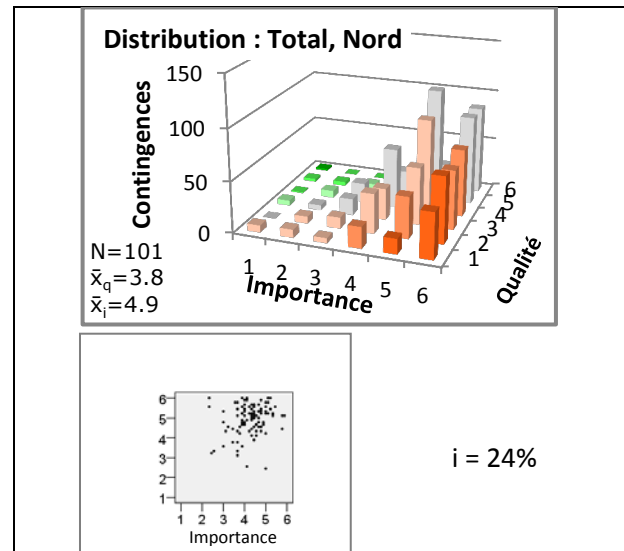 Distribution : Total, Nord
Contingences
150
100
50
0
1 2 3 4 5 6
Importance
1 2 3 4 5 6
Qualité
N=101
x̄q=3.8
x̄i=4.9
6
5
4
3
2
1
1 2 3 4 5 6
Importance
i = 24%